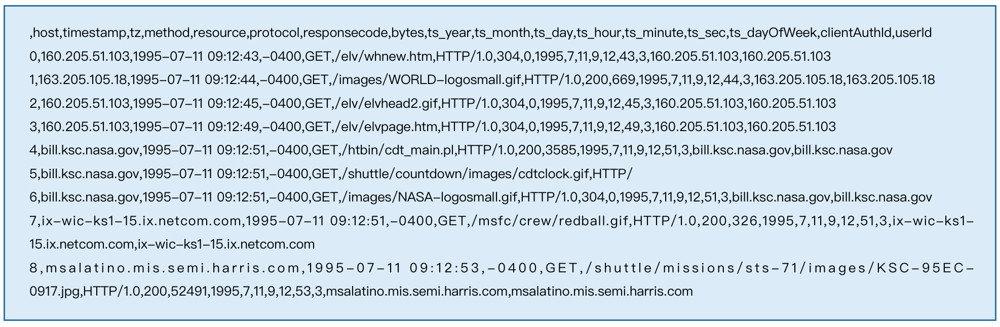 ,host,timestamp,tz,method,resource,protocol,responsecode,bytes,ts_year,ts_month,ts_day,ts_hour,ts_minute,ts_sec,ts_dayOfWeek,clientAuthId,userId
0,160.205.51.103,1995–07–11 09:12:43,–0400,GET,/elv/whnew.htm,HTTP/1.0,304,0,1995,7,11,9,12,43,3,160.205.51.103,160.205.51.103
1,163.205.105.18,1995–07–11 09:12:44,–0400,GET,/images/WORLD–logosmall.gif,HTTP/1.0,200,669,1995,7,11,9,12,44,3,163.205.105.18,163.205.105.18
2,160.205.51.103,1995–07–11 09:12:45,–0400,GET,/elv/elvhead2.gif,HTTP/1.0,304,0,1995,7,11,9,12,45,3,160.205.51.103,160.205.51.103
3,160.205.51.103,1995–07–11 09:12:49,–0400,GET,/elv/elvpage.htm,HTTP/1.0,304,0,1995,7,11,9,12,49,3,160.205.51.103,160.205.51.103
4,bill.ksc.nasa.gov,1995–07–11 09:12:51,–0400,GET,/htbin/cdt_main.pl,HTTP/1.0,200,3585,1995,7,11,9,12,51,3,bill.ksc.nasa.gov,bill.ksc.nasa.gov
5,bill.ksc.nasa.gov,1995–07–11 09:12:51,–0400,GET,/shuttle/countdown/images/cdtclock.gif,HTTP/
6,bill.ksc.nasa.gov,1995–07–11 09:12:51,–0400,GET,/images/NASA–logosmall.gif,HTTP/1.0,304,0,1995,7,11,9,12,51,3,bill.ksc.nasa.gov,bill.ksc.nasa.gov
7,ix–wic–ks1–15.ix.netcom.com,1995–07–11 09:12:51,–0400,GET,/msfc/crew/redball.gif,HTTP/1.0,200,326,1995,7,11,9,12,51,3,ix–wic–ks1–
15.ix.netcom.com,ix–wic–ks1–15.ix.netcom.com
8,msalatino.mis.semi.harris.com,1995–07–11 09:12:53,–0400,GET,/shuttle/missions/sts–71/images/KSC–95EC–
0917.jpg,HTTP/1.0,200,52491,1995,7,11,9,12,53,3,msalatino.mis.semi.harris.com,msalatino.mis.semi.harris.com